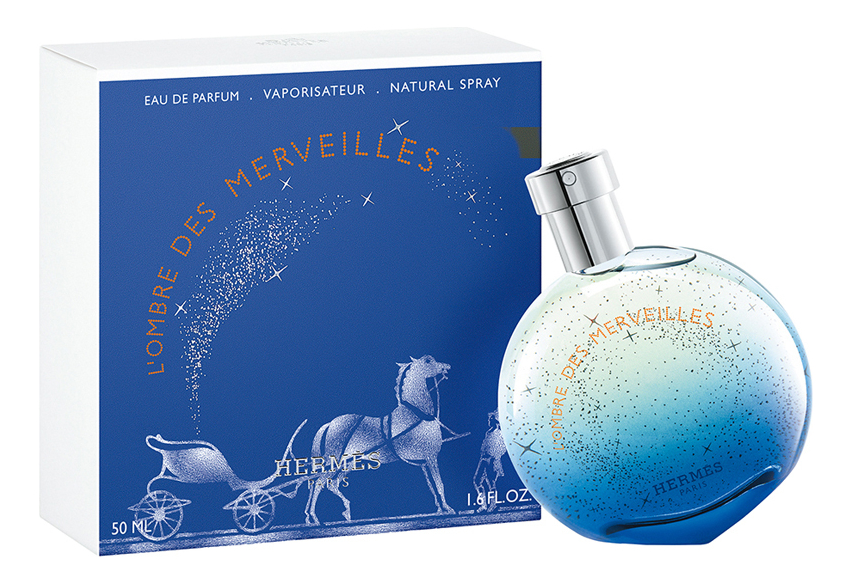 EAU DE PARFUM . VAPORISATEUR . NATURAL SPRAY
L'OMBRE DES MERVEILLES
HERMÈS
PARIS
50 ML
1.6 FL.OZ.
L'OMBRE DES MERVEILLES
HERMÈS
PARIS